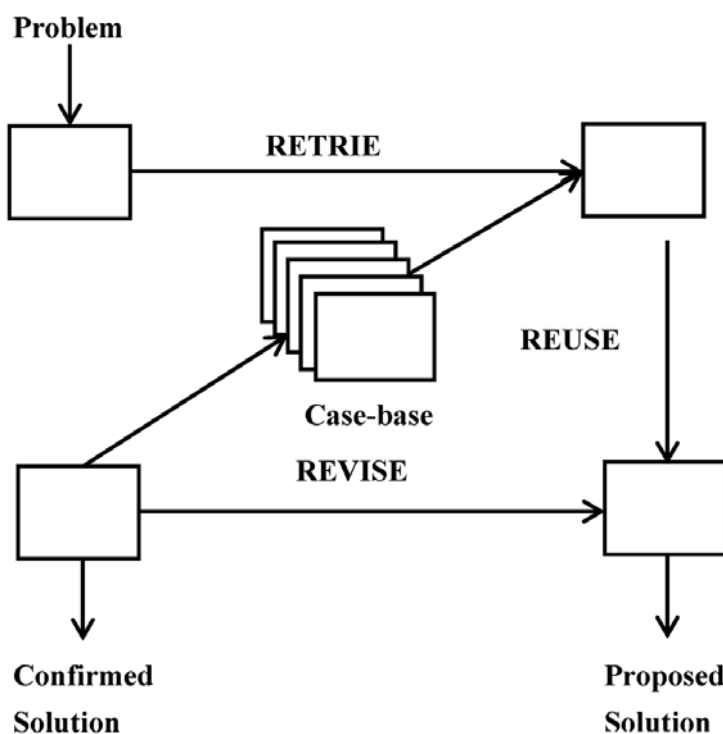 Problem
RETRIE
REUSE
Case-base
REVISE
Confirmed
Solution
Proposed
Solution